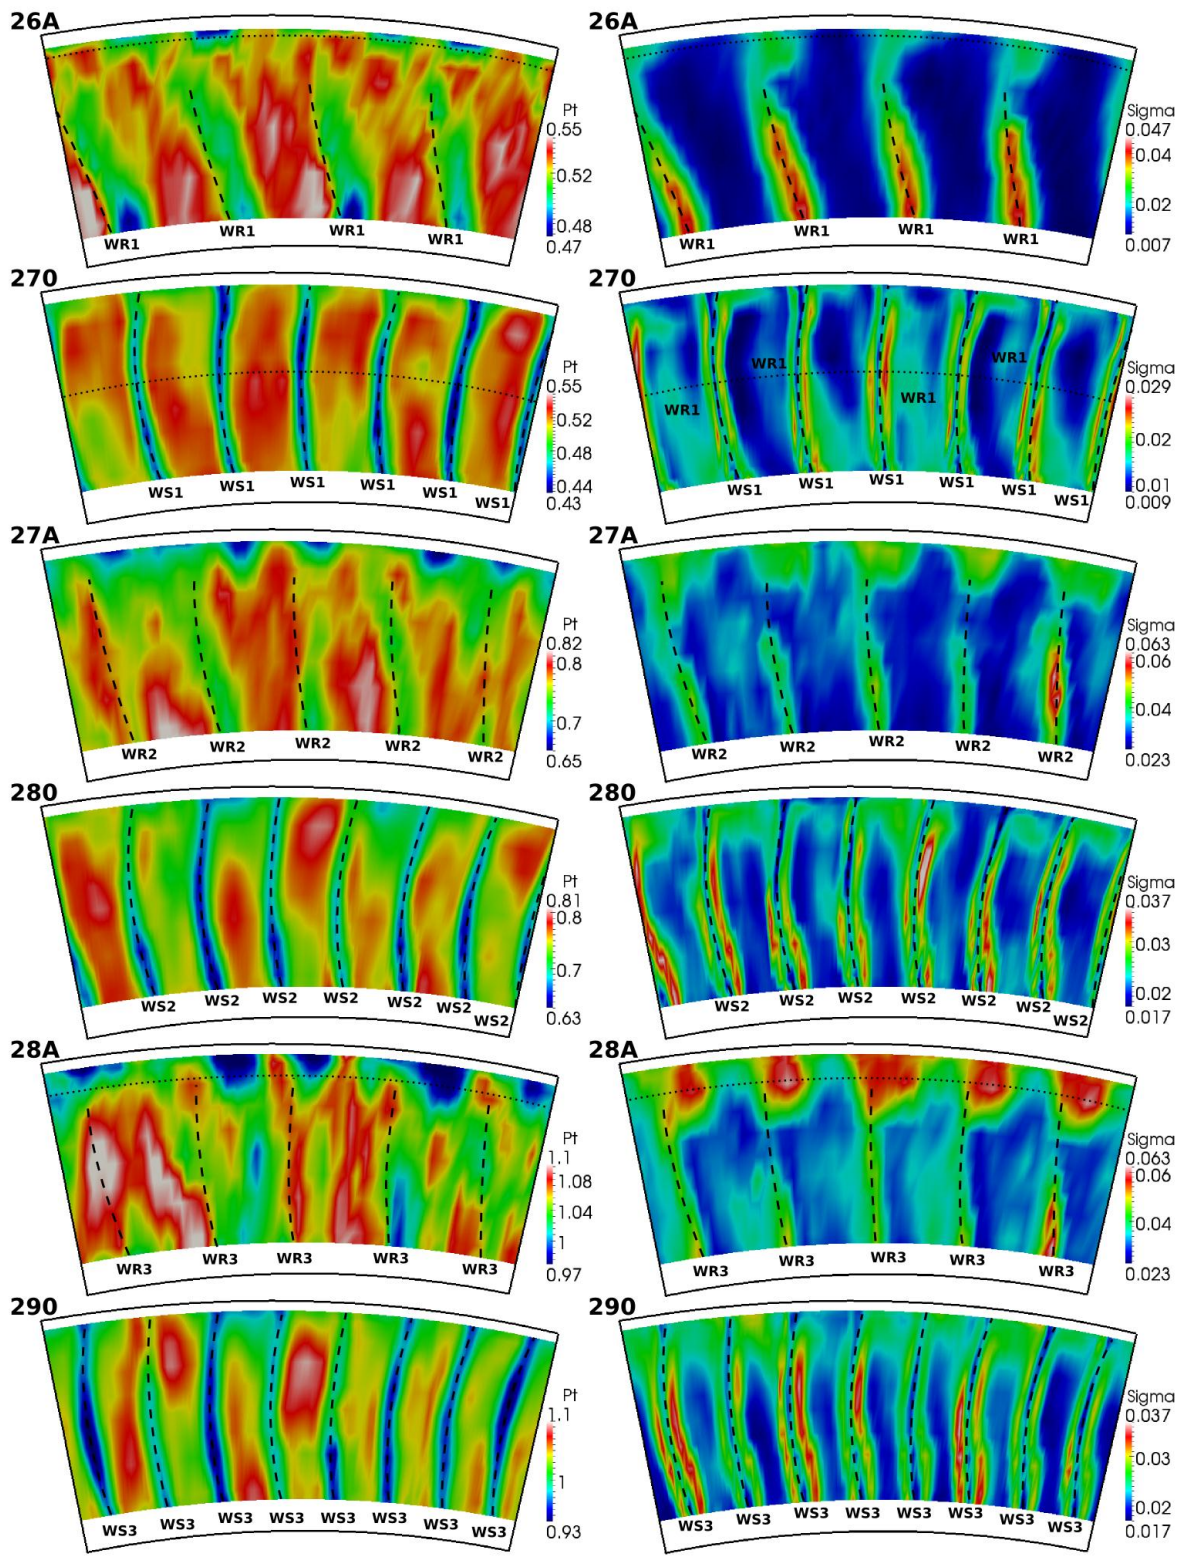 26A
Pt
0.55
0.52
0.48
0.47
WR1 WR1 WR1 WR1
26A
Sigma
0.047
0.04
0.02
0.007
WR1 WR1 WR1 WR1
270
Pt
0.55
0.52
0.48
0.44
0.43
WS1 WS1 WS1 WS1 WS1 WS1
270
WR1 WR1 WR1 WR1
Sigma
0.029
0.02
0.01
0.009
WS1 WS1 WS1 WS1 WS1 WS1
27A
Pt
0.82
0.8
0.7
0.65
WR2 WR2 WR2 WR2 WR2
27A
Sigma
0.063
0.06
0.04
0.023
WR2 WR2 WR2 WR2 WR2
280
Pt
0.81
0.8
0.7
0.63
WS2 WS2 WS2 WS2 WS2 WS2 WS2
280
Sigma
0.037
0.03
0.02
0.017
WS2 WS2 WS2 WS2 WS2 WS2 WS2
28A
Pt
1.1
1.08
1.04
1
0.97
WR3 WR3 WR3 WR3 WR3
28A
Sigma
0.063
0.06
0.04
0.023
WR3 WR3 WR3 WR3 WR3
290
Pt
1.1
1
0.93
WS3 WS3 WS3 WS3 WS3 WS3 WS3 WS3
290
Sigma
0.037
0.03
0.02
0.017
WS3 WS3 WS3 WS3 WS3 WS3 WS3 WS3